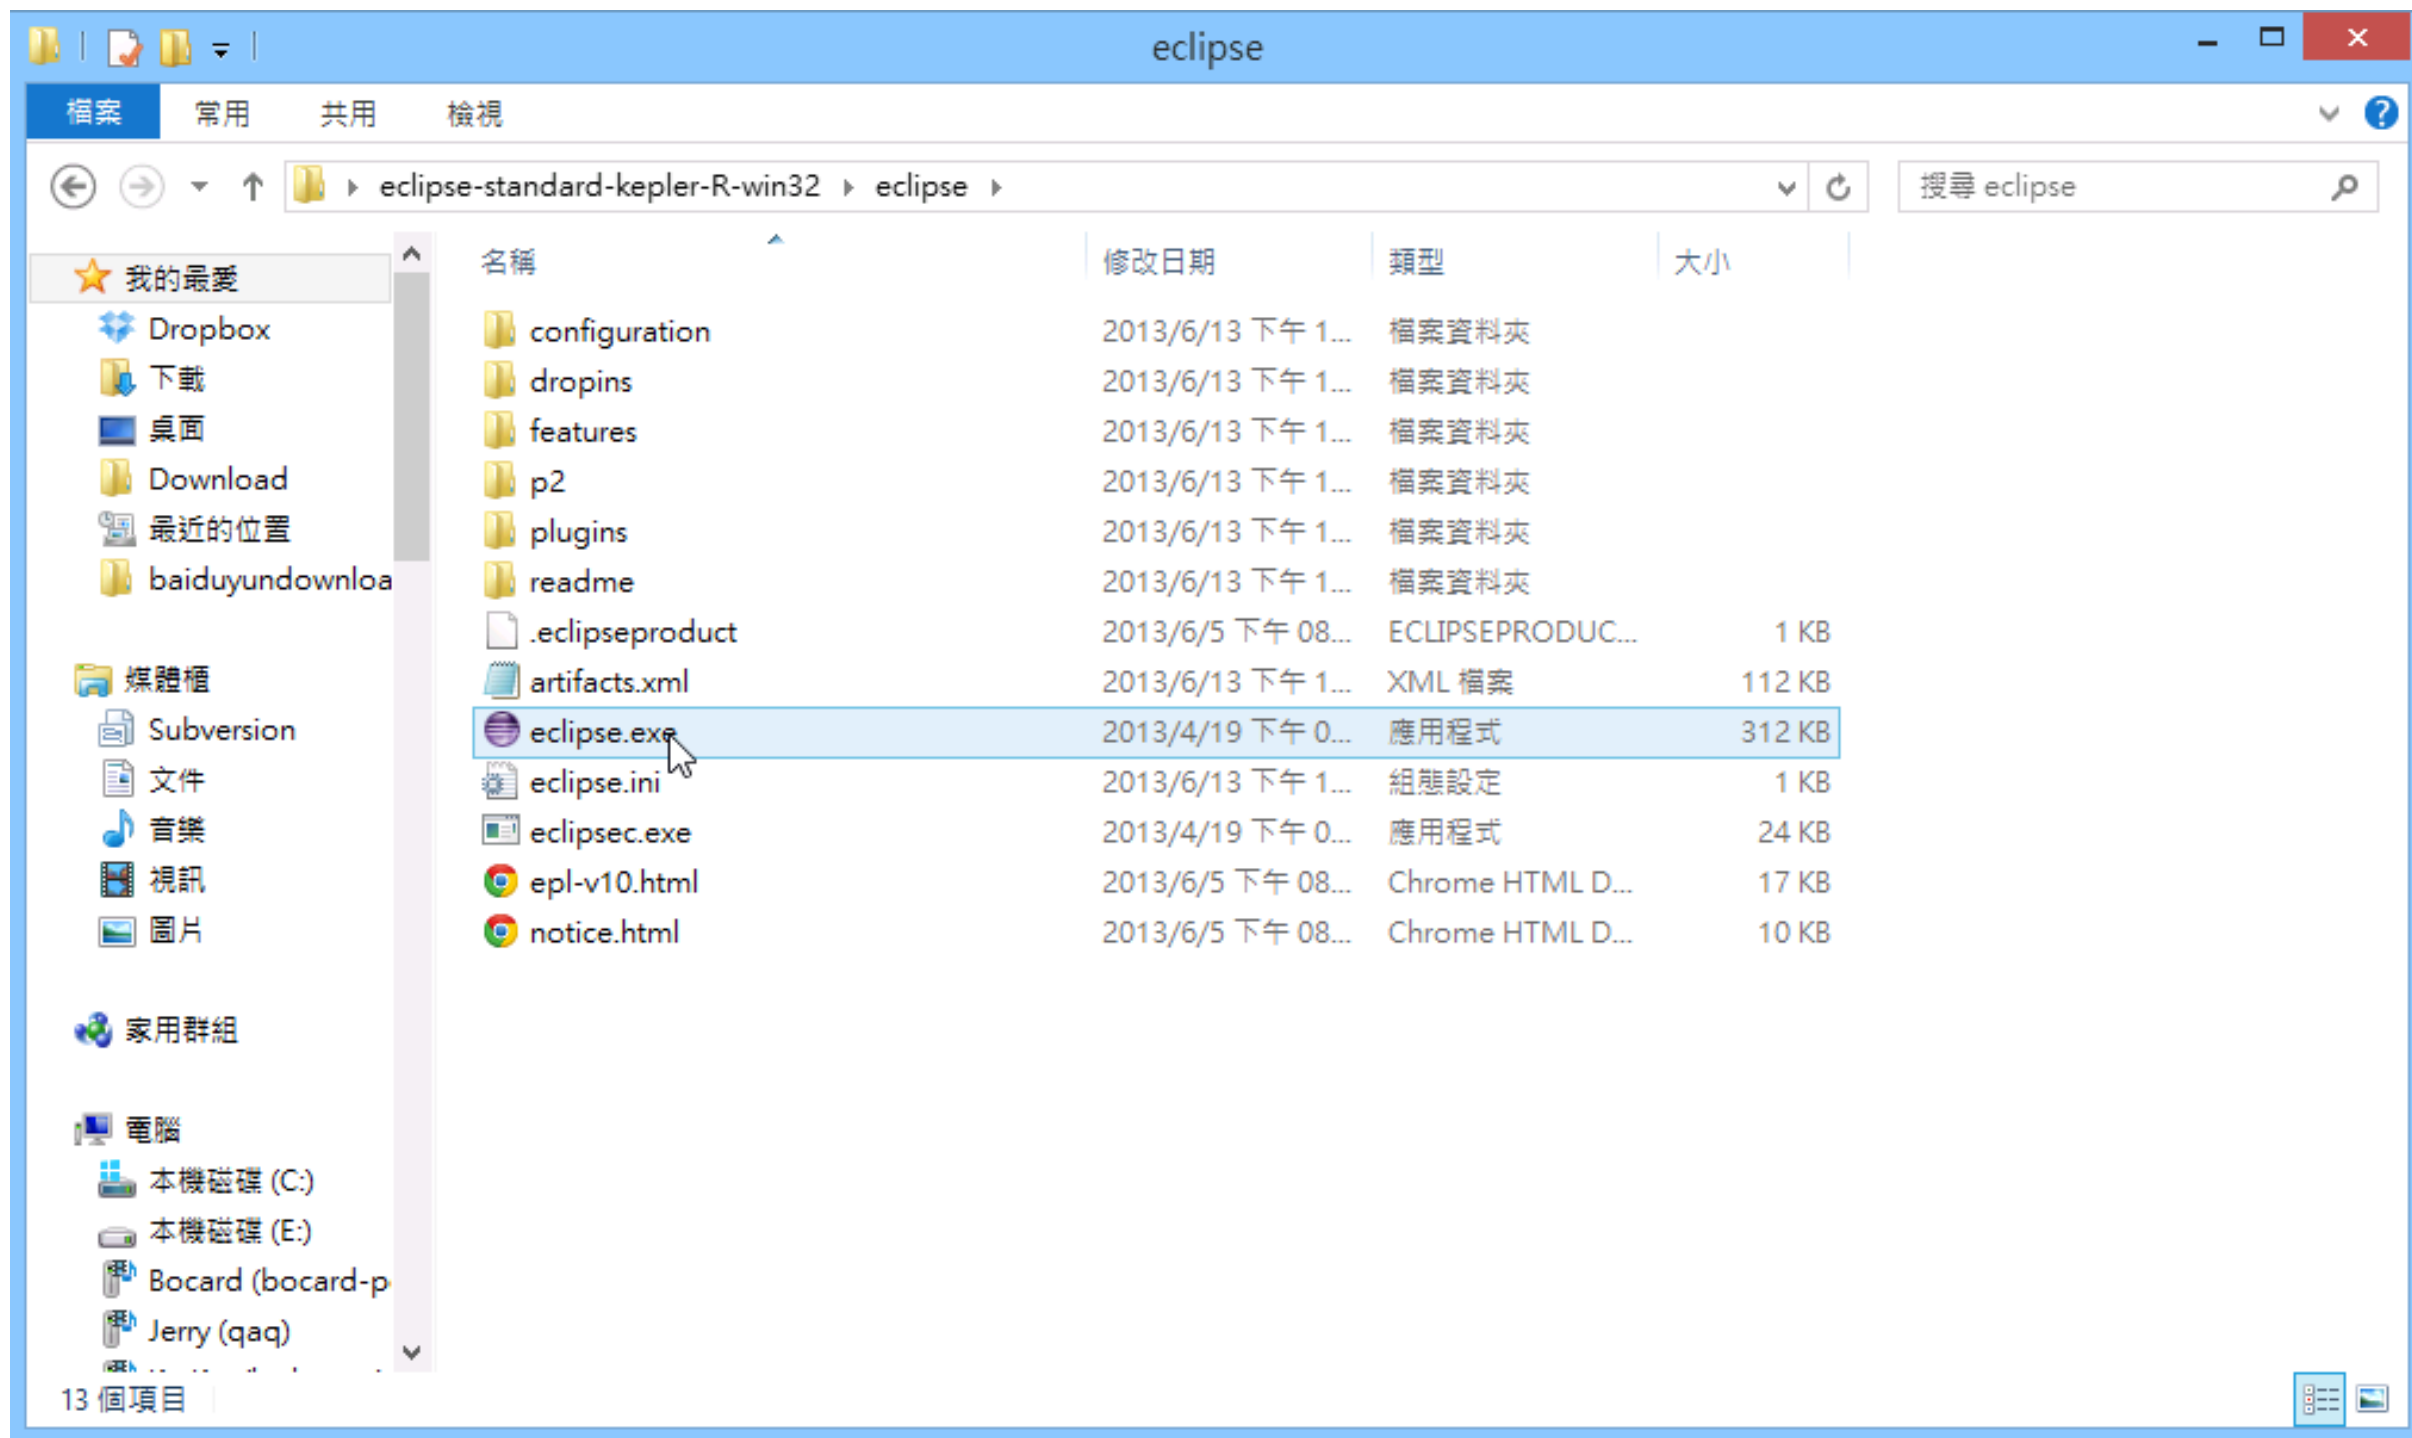 eclipse
檔案 常用 共用 檢視
eclipse-standard-kepler-R-win32 eclipse 搜尋 eclipse
我的最愛
Dropbox
下載
桌面
Download
最近的位置
baiduyundownloa
媒體櫃
Subversion
文件
音樂
視訊
圖片
家用群組
電腦
本機磁碟 (C:)
本機磁碟 (E:)
Bocard (bocard-p
Jerry (qaq)
名稱 修改日期 類型 大小
configuration 2013/6/13 下午 1... 檔案資料夾
dropins 2013/6/13 下午 1... 檔案資料夾
features 2013/6/13 下午 1... 檔案資料夾
p2 2013/6/13 下午 1... 檔案資料夾
plugins 2013/6/13 下午 1... 檔案資料夾
readme 2013/6/13 下午 1... 檔案資料夾
.eclipseproduct 2013/6/5 下午 08... ECLIPSEPRODUC... 1 KB
artifacts.xml 2013/6/13 下午 1... XML 檔案 112 KB
eclipse.exe 2013/4/19 下午 0... 應用程式 312 KB
eclipse.ini 2013/6/13 下午 1... 組態設定 1 KB
eclipsec.exe 2013/4/19 下午 0... 應用程式 24 KB
epl-v10.html 2013/6/5 下午 08... Chrome HTML D... 17 KB
notice.html 2013/6/5 下午 08... Chrome HTML D... 10 KB
13 個項目